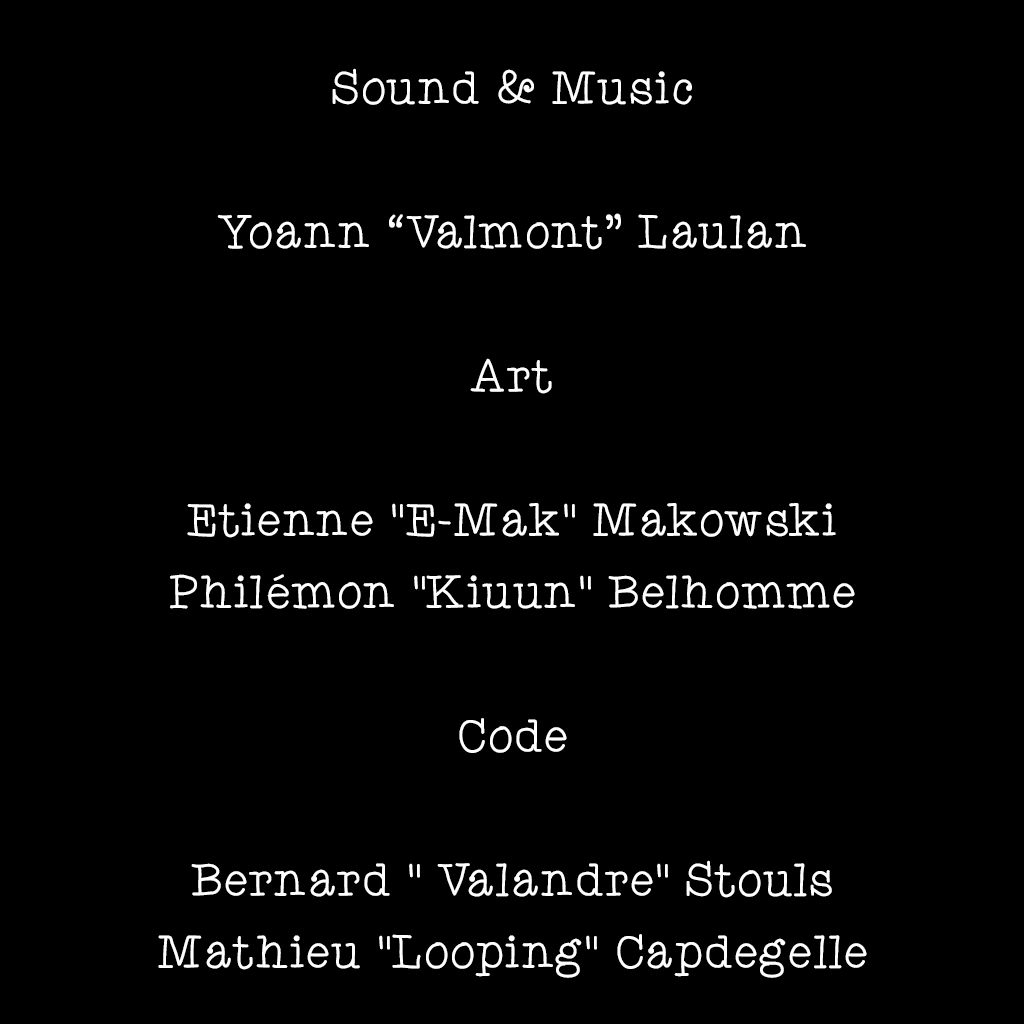 Sound & Music
Yoann “Valmont” Laulan
Art
Etienne "E-Mak" Makowski
Philémon "Kiuun" Belhomme
Code
Bernard " Valandre" Stouls
Mathieu "Looping" Capdegelle